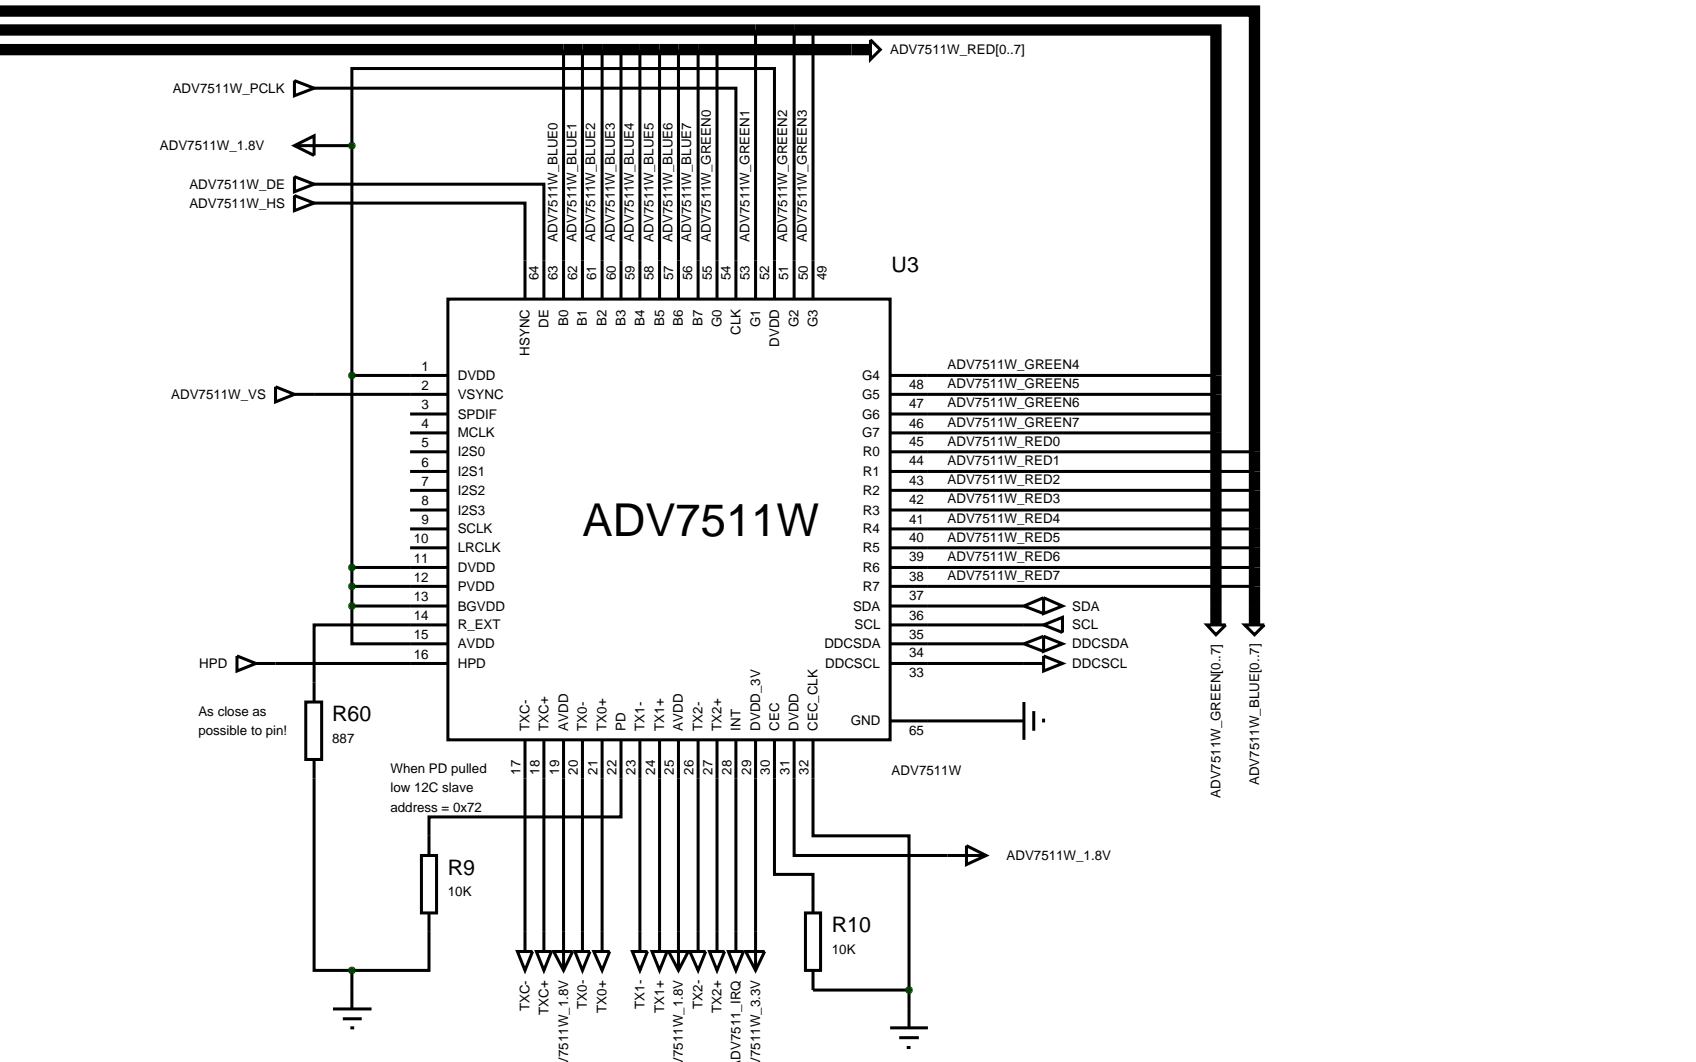 ADV7511W_RED[0..7]
ADV7511W_PCLK
ADV7511W_1.8V
ADV7511W_DE
ADV7511W_HS
ADV7511W_BLUE0
ADV7511W_BLUE1
ADV7511W_BLUE2
ADV7511W_BLUE3
ADV7511W_BLUE4
ADV7511W_BLUE5
ADV7511W_BLUE6
ADV7511W_BLUE7
ADV7511W_GREEN0
ADV7511W_GREEN1
ADV7511W_GREEN2
ADV7511W_GREEN3
64
63
62
61
60
59
58
57
56
55
54
53
52
51
50
49
U3
HSYNC
DE
B0
B1
B2
B3
B4
B5
B6
B7
G0
CLK
G1
DVDD
G2
G3
ADV7511W_VS
1 DVDD
2 VSYNC
3 SPDIF
4 MCLK
5 I2S0
6 I2S1
7 I2S2
8 I2S3
9 SCLK
10 LRCLK
11 DVDD
12 PVDD
13 BGVDD
14 R_EXT
15 AVDD
16 HPD
HPD
ADV7511W
G4 48 ADV7511W_GREEN4
G5 47 ADV7511W_GREEN5
G6 46 ADV7511W_GREEN6
G7 45 ADV7511W_GREEN7
R0 44 ADV7511W_RED0
R1 43 ADV7511W_RED1
R2 42 ADV7511W_RED2
R3 41 ADV7511W_RED3
R4 40 ADV7511W_RED4
R5 39 ADV7511W_RED5
R6 38 ADV7511W_RED6
R7 37 ADV7511W_RED7
SDA 36 SDA
SCL 35 SCL
DDCSDA 34 DDCSDA
DDCSCL 33 DDCSCL
GND 65
ADV7511W_GREEN[0..7]
ADV7511W_BLUE[0..7]
As close as
possible to pin!
R60
887
TXC-
TXC+
AVDD
TX0-
TX0+
PD
TX1-
TX1+
AVDD
TX2-
TX2+
INT
DVDD_3V
CEC
DVDD
CEC_CLK
17
18
19
20
21
22
23
24
25
26
27
28
29
30
31
32
ADV7511W
When PD pulled
low 12C slave
address = 0x72
R9
10K
ADV7511W_1.8V
R10
10K
TXC-
TXC+
V7511W_1.8V
TX0-
TX0+
TX1-
TX1+
V7511W_1.8V
TX2-
TX2+
ADV7511_IRQ
V7511W_3.3V